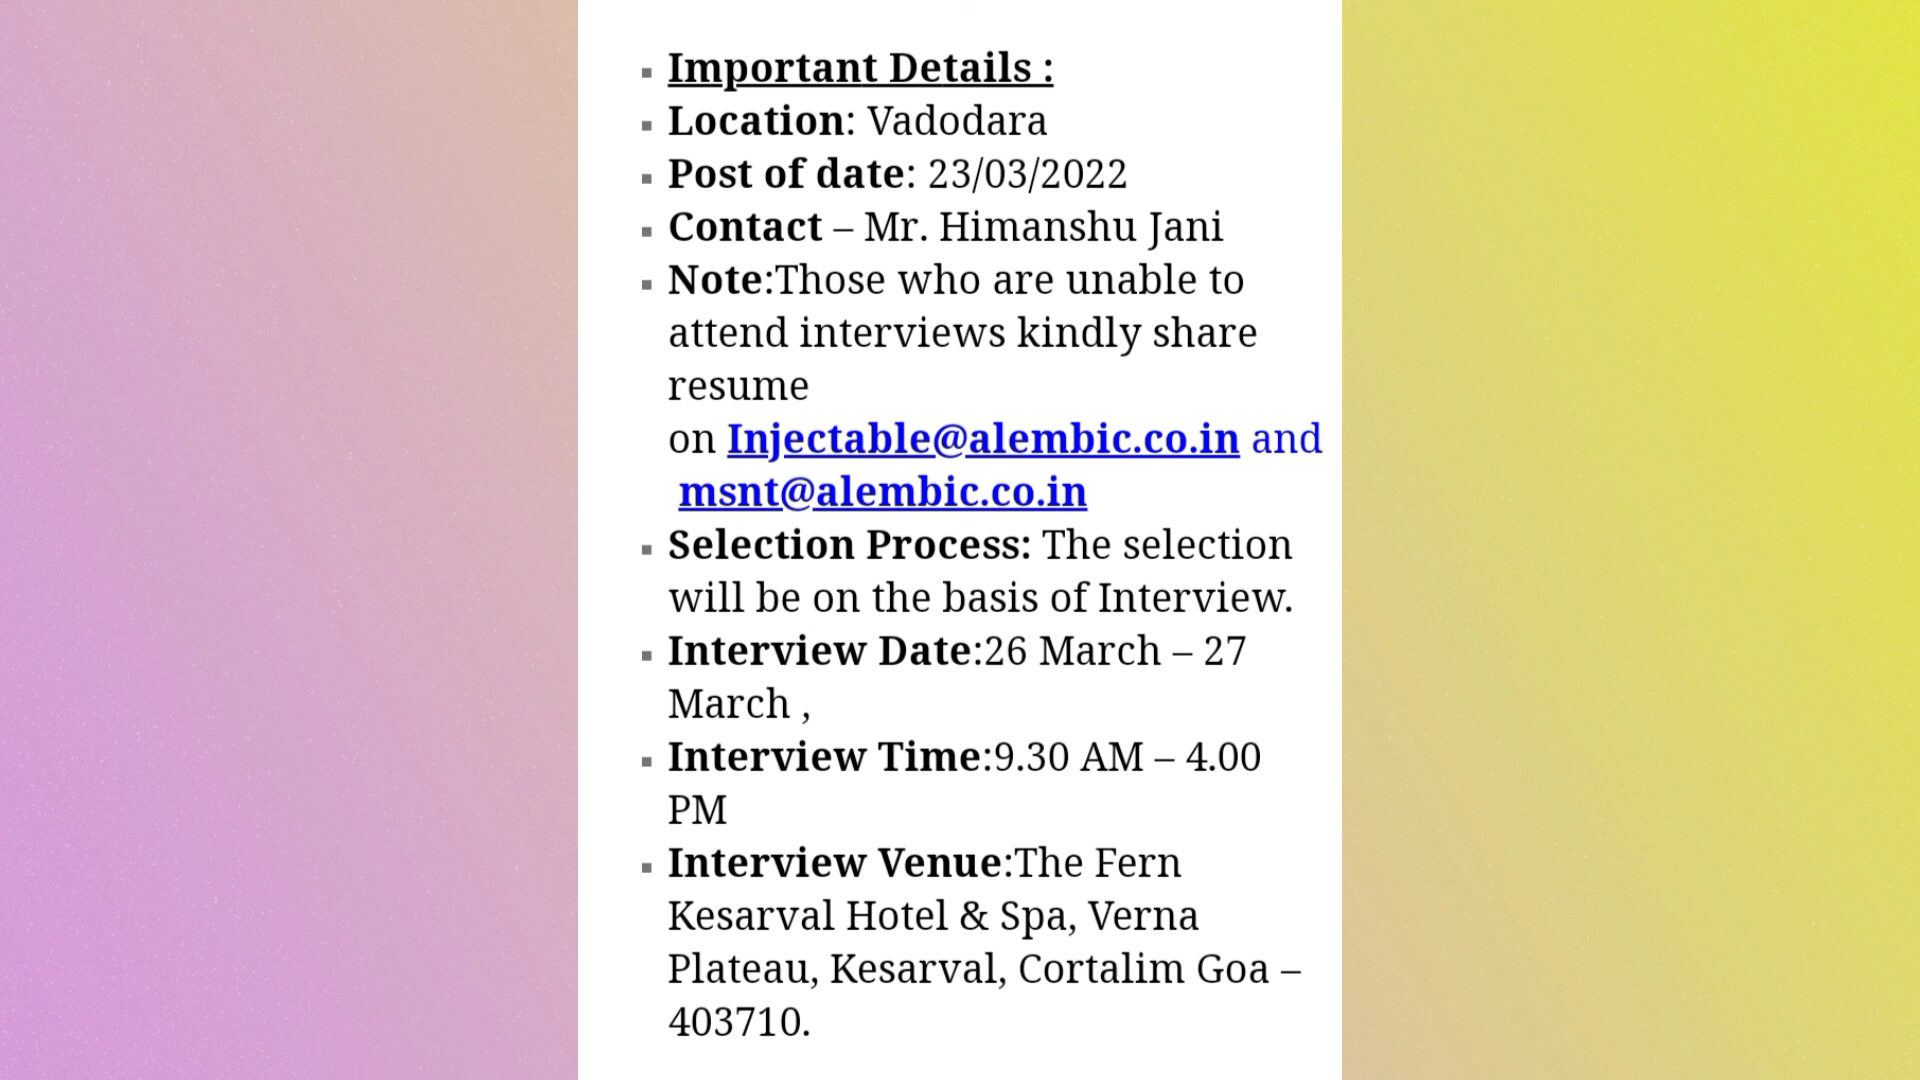 Important Details :
Location: Vadodara
Post of date: 23/03/2022
Contact – Mr. Himanshu Jani
Note:Those who are unable to
attend interviews kindly share
resume
on Injectable@alembic.co.in and
msnt@alembic.co.in
Selection Process: The selection
will be on the basis of Interview.
Interview Date:26 March – 27
March ,
Interview Time:9.30 AM – 4.00
PM
Interview Venue:The Fern
Kesarval Hotel & Spa, Verna
Plateau, Kesarval, Cortalim Goa –
403710.